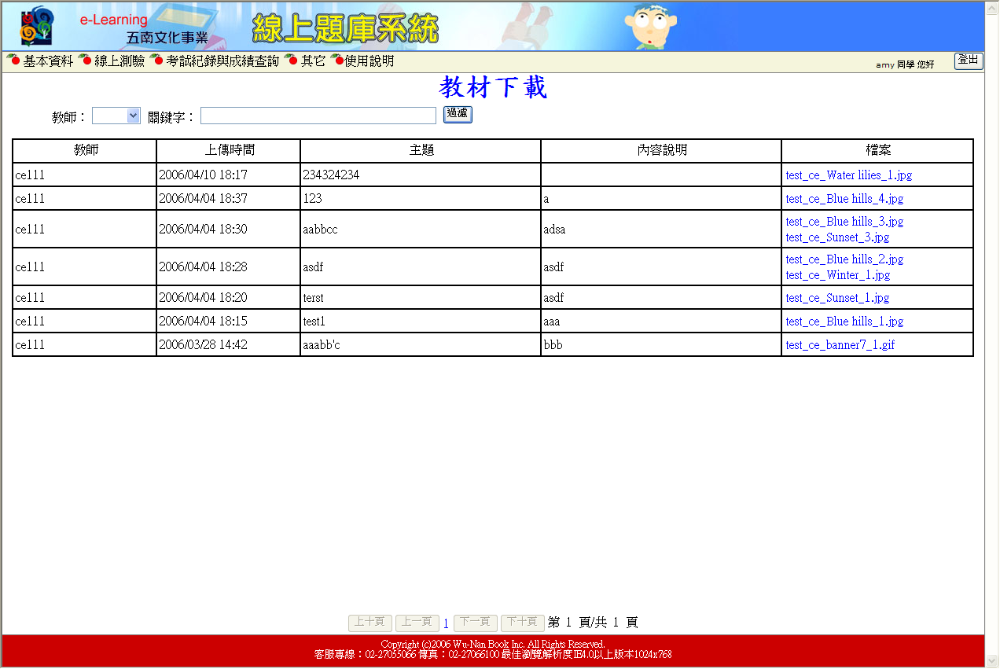 e-Learning
五南文化事業
線上題庫系統
基本資料 線上測驗 考試紀錄與成績查詢 其它 使用說明
amy 同學 您好 登出
教材下載
教師： 關鍵字： 過濾
教師 上傳時間 主題 內容說明 檔案
ce111 2006/04/10 18:17 234324234 test_ce_Water lilies_1.jpg
ce111 2006/04/04 18:37 123 a test_ce_Blue hills_4.jpg
ce111 2006/04/04 18:30 aabbcc adsa test_ce_Blue hills_3.jpg
test_ce_Sunset_3.jpg
ce111 2006/04/04 18:28 asdf asdf test_ce_Blue hills_2.jpg
test_ce_Winter_1.jpg
ce111 2006/04/04 18:20 terst asdf test_ce_Sunset_1.jpg
ce111 2006/04/04 18:15 test1 aaa test_ce_Blue hills_1.jpg
ce111 2006/03/28 14:42 aaabb'c bbb test_ce_banner7_1.gif
上十頁 上一頁 1 下一頁 下十頁 第 1 頁/共 1 頁
Copyright (c)2006 Wu-Nan Book Inc. All Rights Reserved.
客服專線：02-27055066 傳真：02-27066100 最佳瀏覽解析度 IE4.0以上版本1024x768